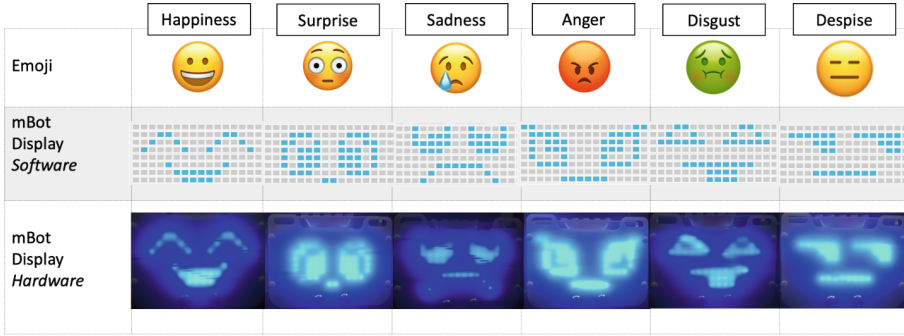 Happiness
Surprise
Sadness
Anger
Disgust
Despise
Emoji
mBot
Display
Software
mBot
Display
Hardware